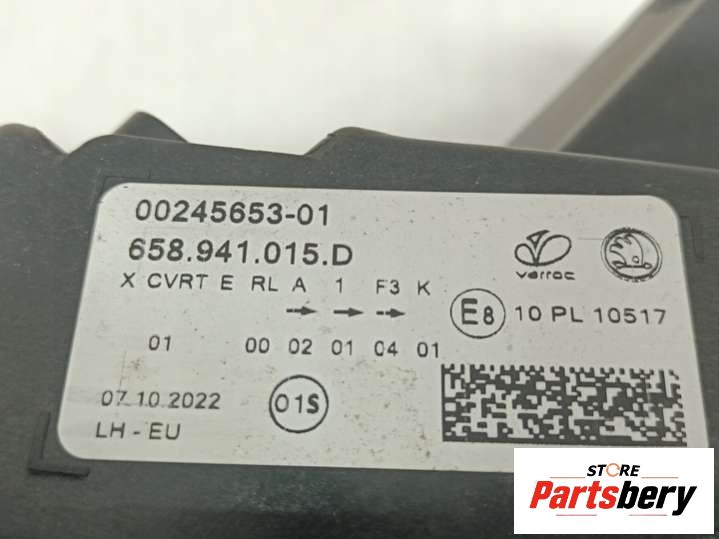 00245653-01
658.941.015.D
varroc
X CVRT E RL A 1 F3 K
E8 10 PL 10517
01 00 02 01 04 01
07.10.2022
01S
LH - EU
STORE
Partsbery